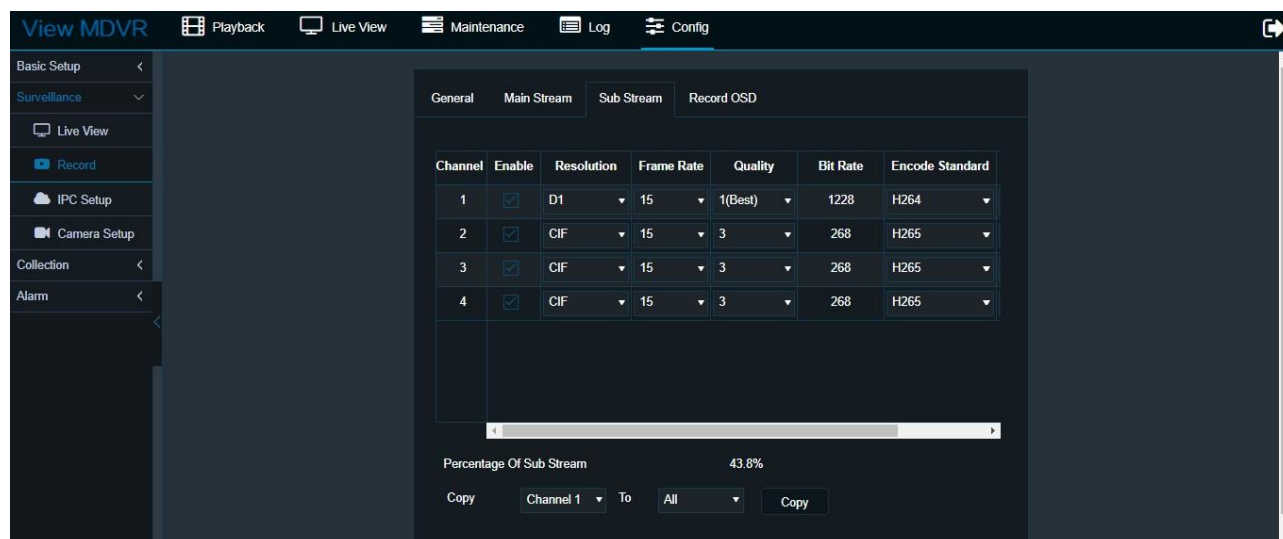 View MDVR Playback Live View Maintenance Log Config
Basic Setup
Surveillance
Live View
Record
IPC Setup
Camera Setup
Collection
Alarm
General Main Stream Sub Stream Record OSD
Channel Enable Resolution Frame Rate Quality Bit Rate Encode Standard
1 D1 15 1(Best) 1228 H264
2 CIF 15 3 268 H265
3 CIF 15 3 268 H265
4 CIF 15 3 268 H265
Percentage Of Sub Stream 43.8%
Copy Channel 1 To All Copy